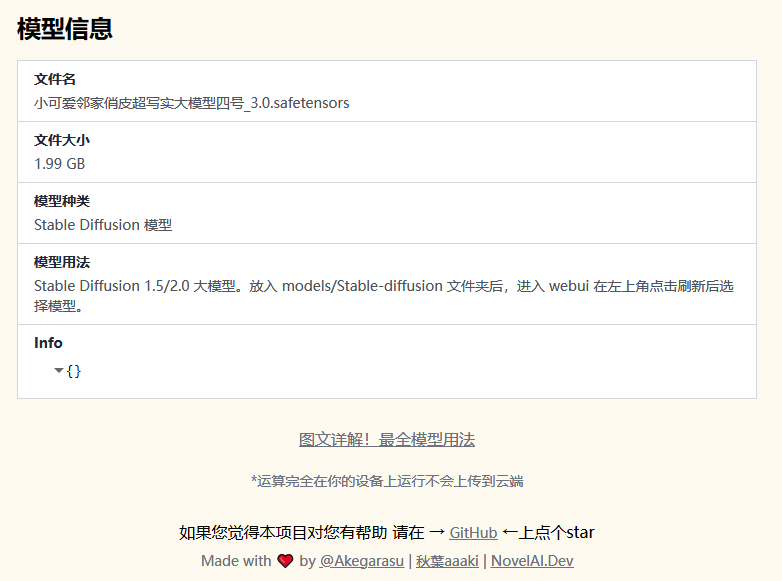 模型信息
文件名
小可爱邻家俏皮超写实大模型四号_3.0.safetensors
文件大小
1.99 GB
模型种类
Stable Diffusion 模型
模型用法
Stable Diffusion 1.5/2.0 大模型。放入 models/Stable-diffusion 文件夹后，进入 webui 在左上角点击刷新后选
择模型。
Info
{}
图文详解！最全模型用法
*运算完全在你的设备上运行不会上传到云端
如果您觉得本项目对您有帮助 请在 → GitHub ←上点个star
Made with ❤ by @Akegarasu | 秋葉aaaki | NovelAI.Dev